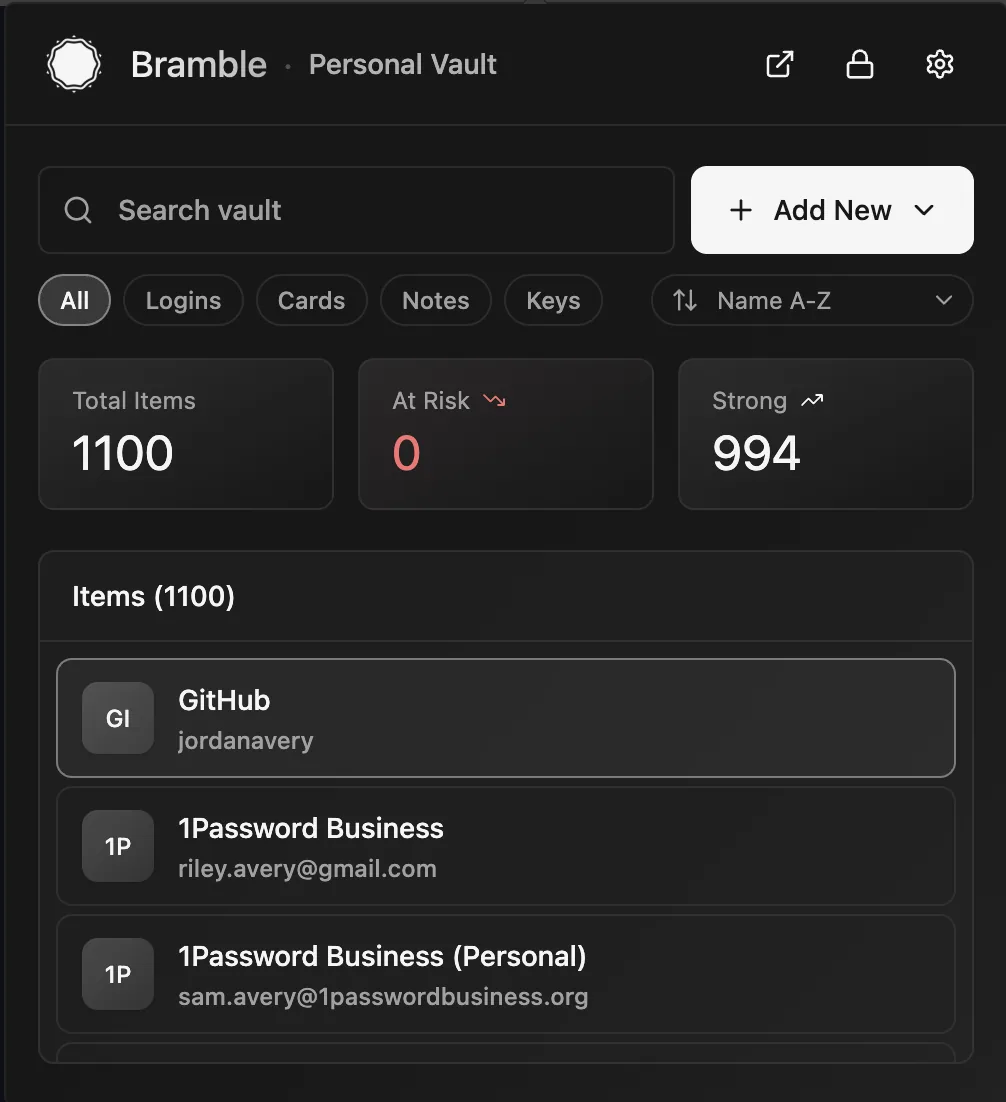 Bramble · Personal Vault
Search vault
+ Add New
All Logins Cards Notes Keys Name A-Z
Total Items At Risk Strong
1100 0 994
Items (1100)
GI
GitHub
jordanavery
1P
1Password Business
riley.avery@gmail.com
1P
1Password Business (Personal)
sam.avery@1passwordbusiness.org